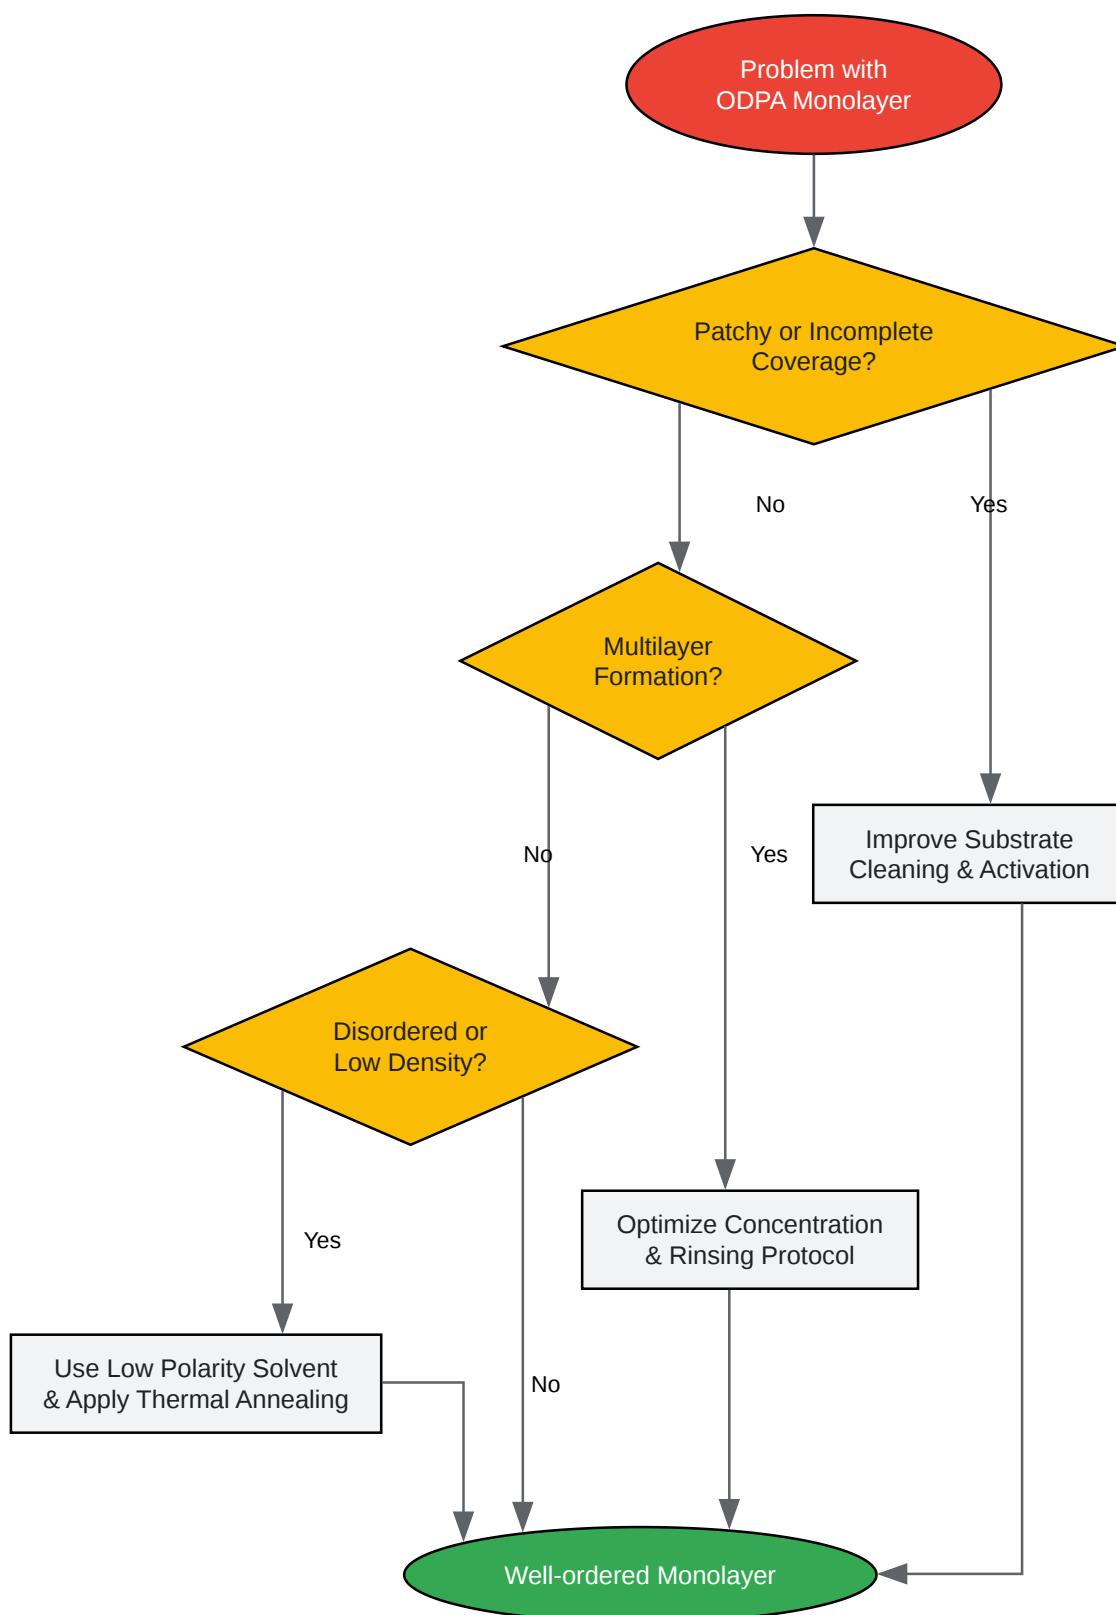 Problem with
ODPA Monolayer
Patchy or Incomplete
Coverage?
No
Yes
Multilayer
Formation?
Improve Substrate
Cleaning & Activation
No
Yes
Disordered or
Low Density?
Optimize Concentration
& Rinsing Protocol
Yes
Use Low Polarity Solvent
& Apply Thermal Annealing
No
Well-ordered Monolayer